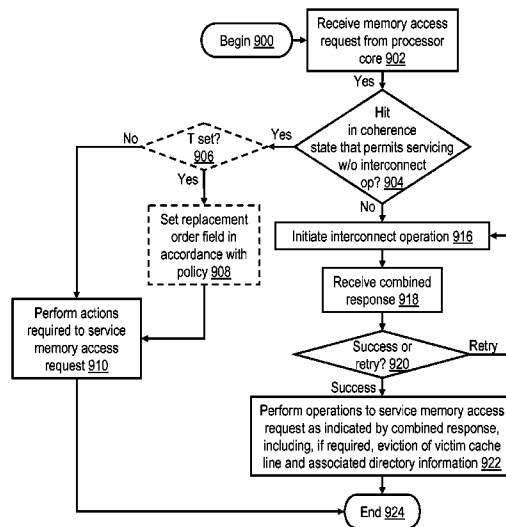 Begin 900
Receive memory access
request from processor
core 902
Yes
Hit
in coherence
state that permits servicing
w/o interconnect
op? 904
Yes
No
T set?
906
No
Yes
Set replacement
order field in
accordance with
policy 908
Initiate interconnect operation 916
Receive combined
response 918
Perform actions
required to service
memory access
request 910
Success or
retry? 920
Retry
Success
Perform operations to service memory access
request as indicated by combined response,
including, if required, eviction of victim cache
line and associated directory information 922
End 924